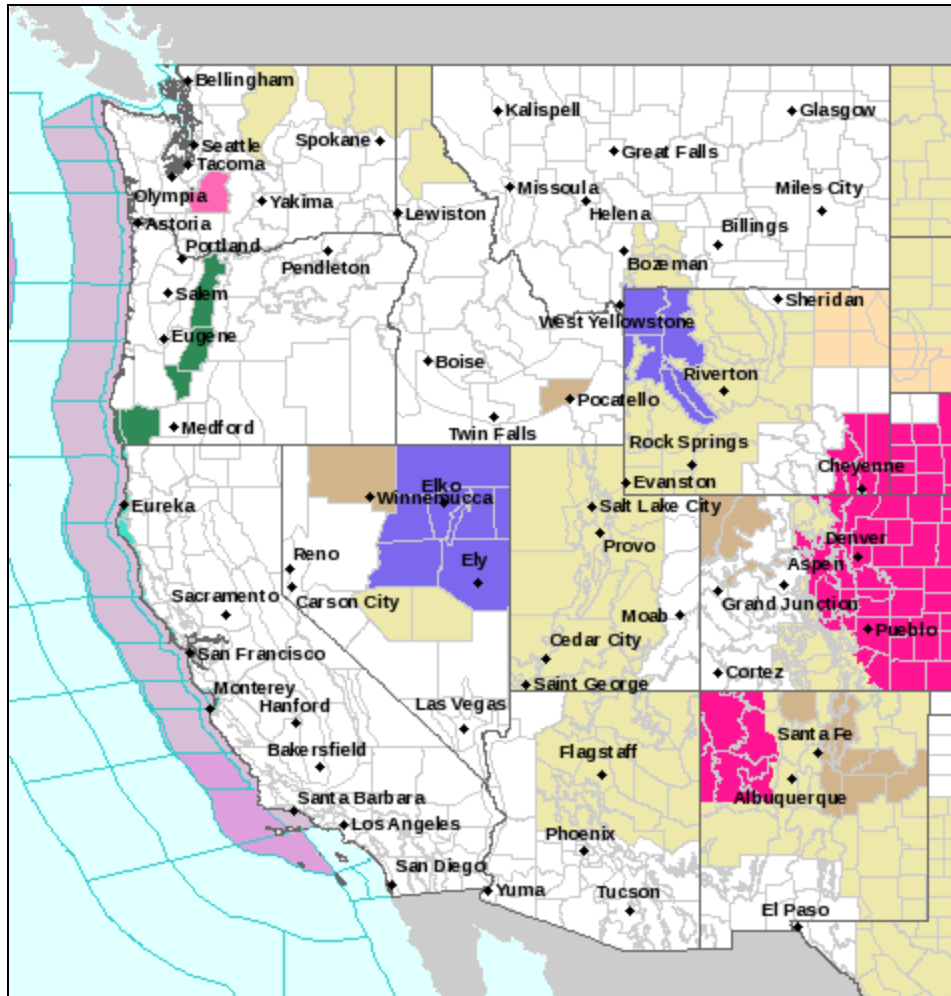 Bellingham
Kalispell
Glasgow
Seattle
Spokane
Great Falls
Tacoma
Olympia
Yakima
Missoula
Miles City
Lewiston
Helena
Astoria
Billings
Portland
Pendleton
Bozeman
Salem
Sheridan
West Yellowstone
Eugene
Boise
Riverton
Pocatello
Medford
Twin Falls
Rock Springs
Cheyenne
Evanston
Elko
Winnemucca
Eureka
Salt Lake City
Provo
Denver
Reno
Ely
Aspen
Sacramento
Carson City
Grand Junction
Moab
Pueblo
San Francisco
Cedar City
Cortez
Saint George
Monterey
Hanford
Las Vegas
Santa Fe
Bakersfield
Flagstaff
Albuquerque
Santa Barbara
Los Angeles
Phoenix
San Diego
Yuma
Tucson
El Paso